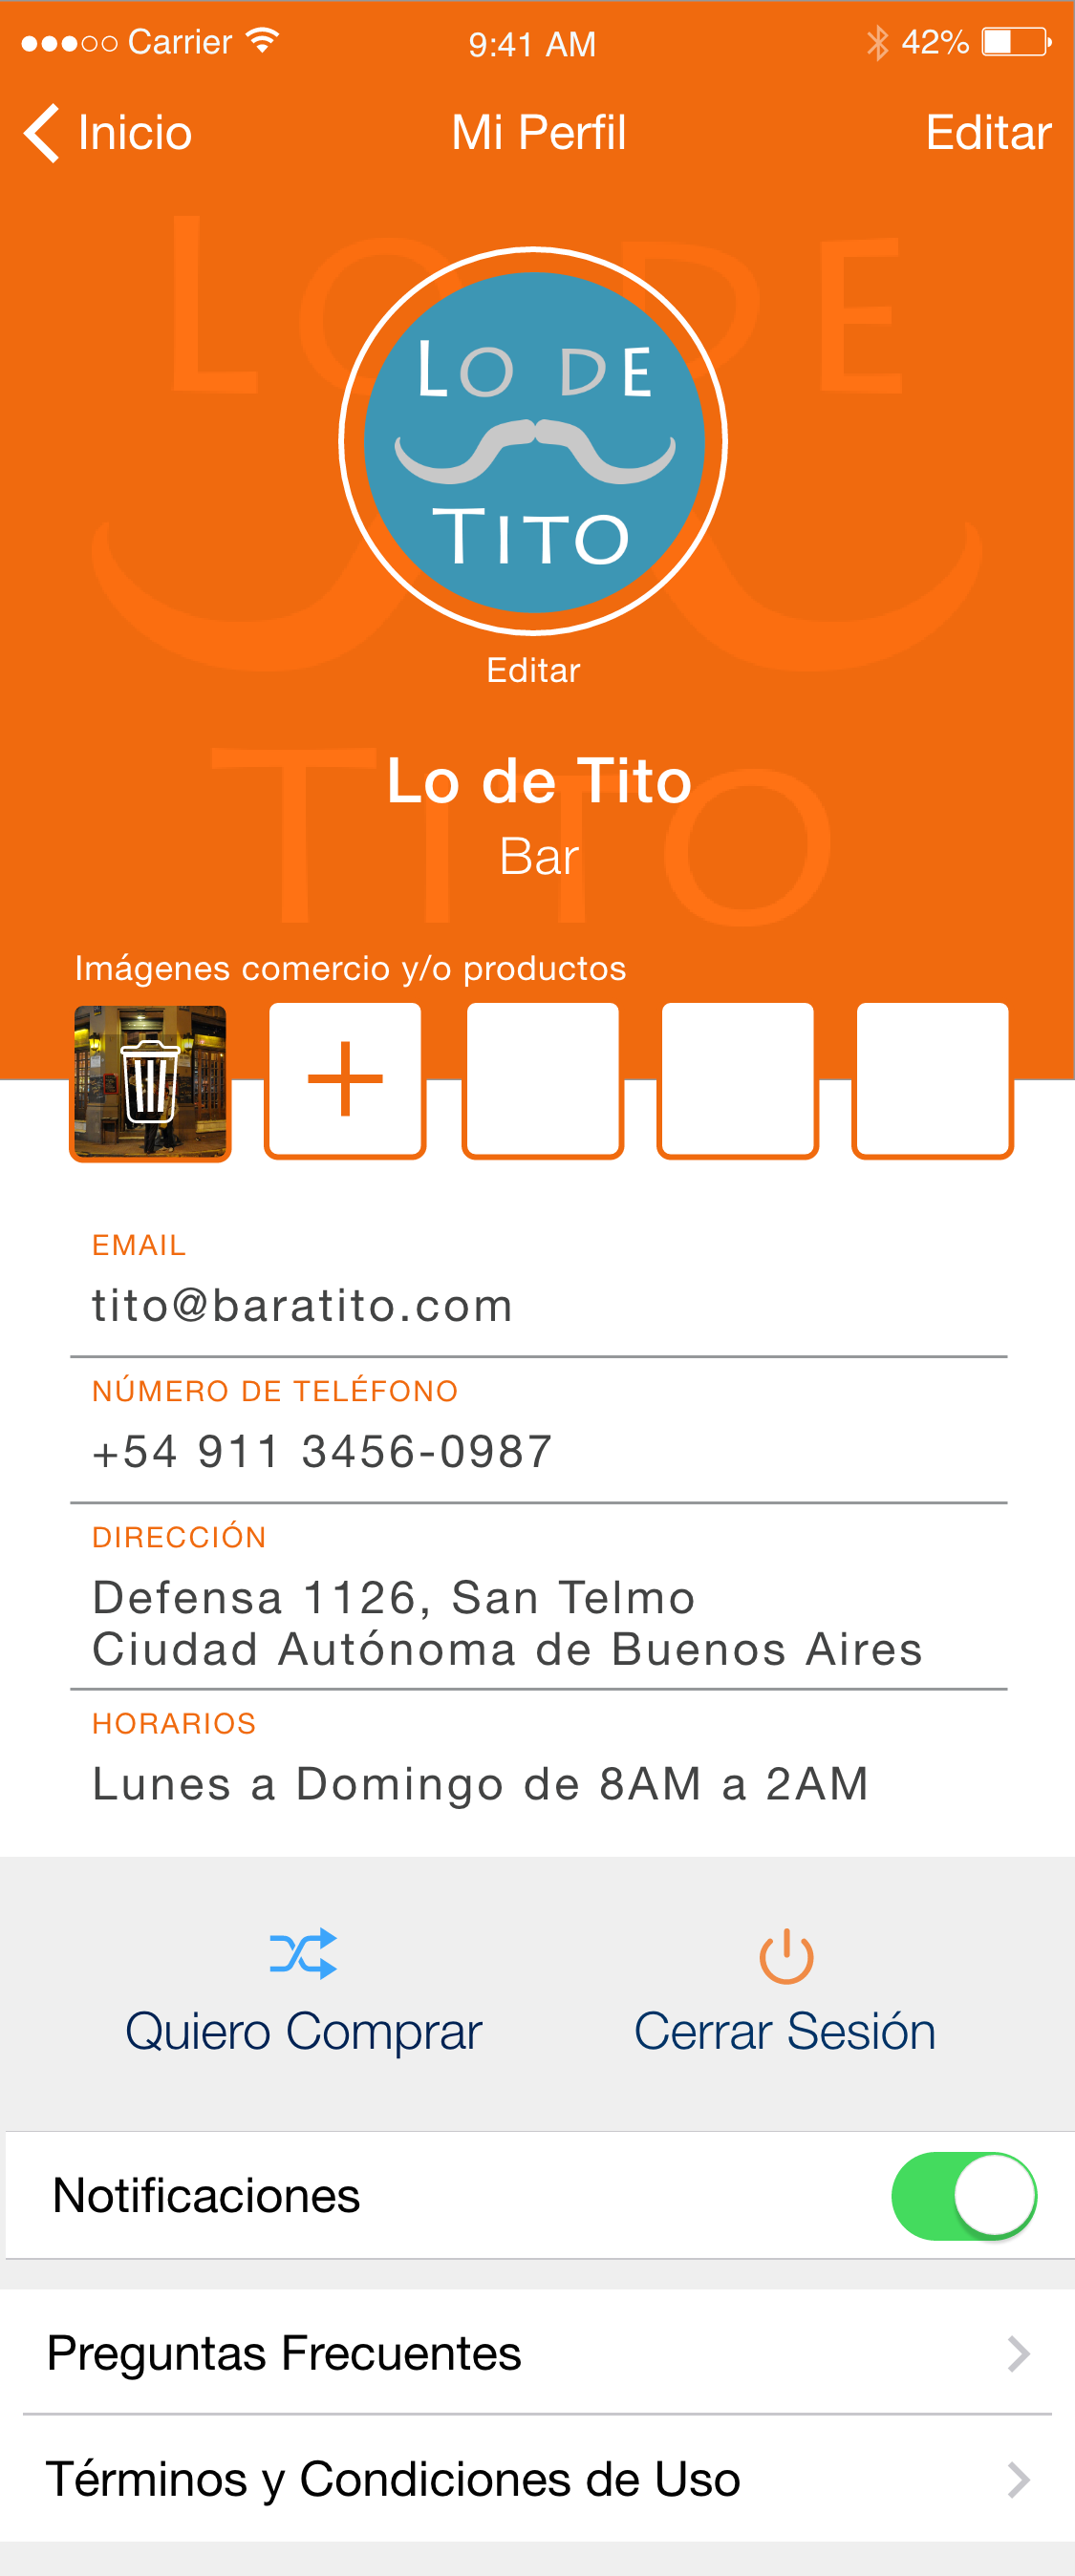 Carrier 9:41 AM 42%
Inicio Mi Perfil Editar
LO DE
TITO
LO DE
TITO
Editar
Lo de Tito
Bar
Imágenes comercio y/o productos
EMAIL
tito@baratito.com
NÚMERO DE TELÉFONO
+54 911 3456-0987
DIRECCIÓN
Defensa 1126, San Telmo
Ciudad Autónoma de Buenos Aires
HORARIOS
Lunes a Domingo de 8AM a 2AM
Quiero Comprar Cerrar Sesión
Notificaciones
Preguntas Frecuentes
Términos y Condiciones de Uso